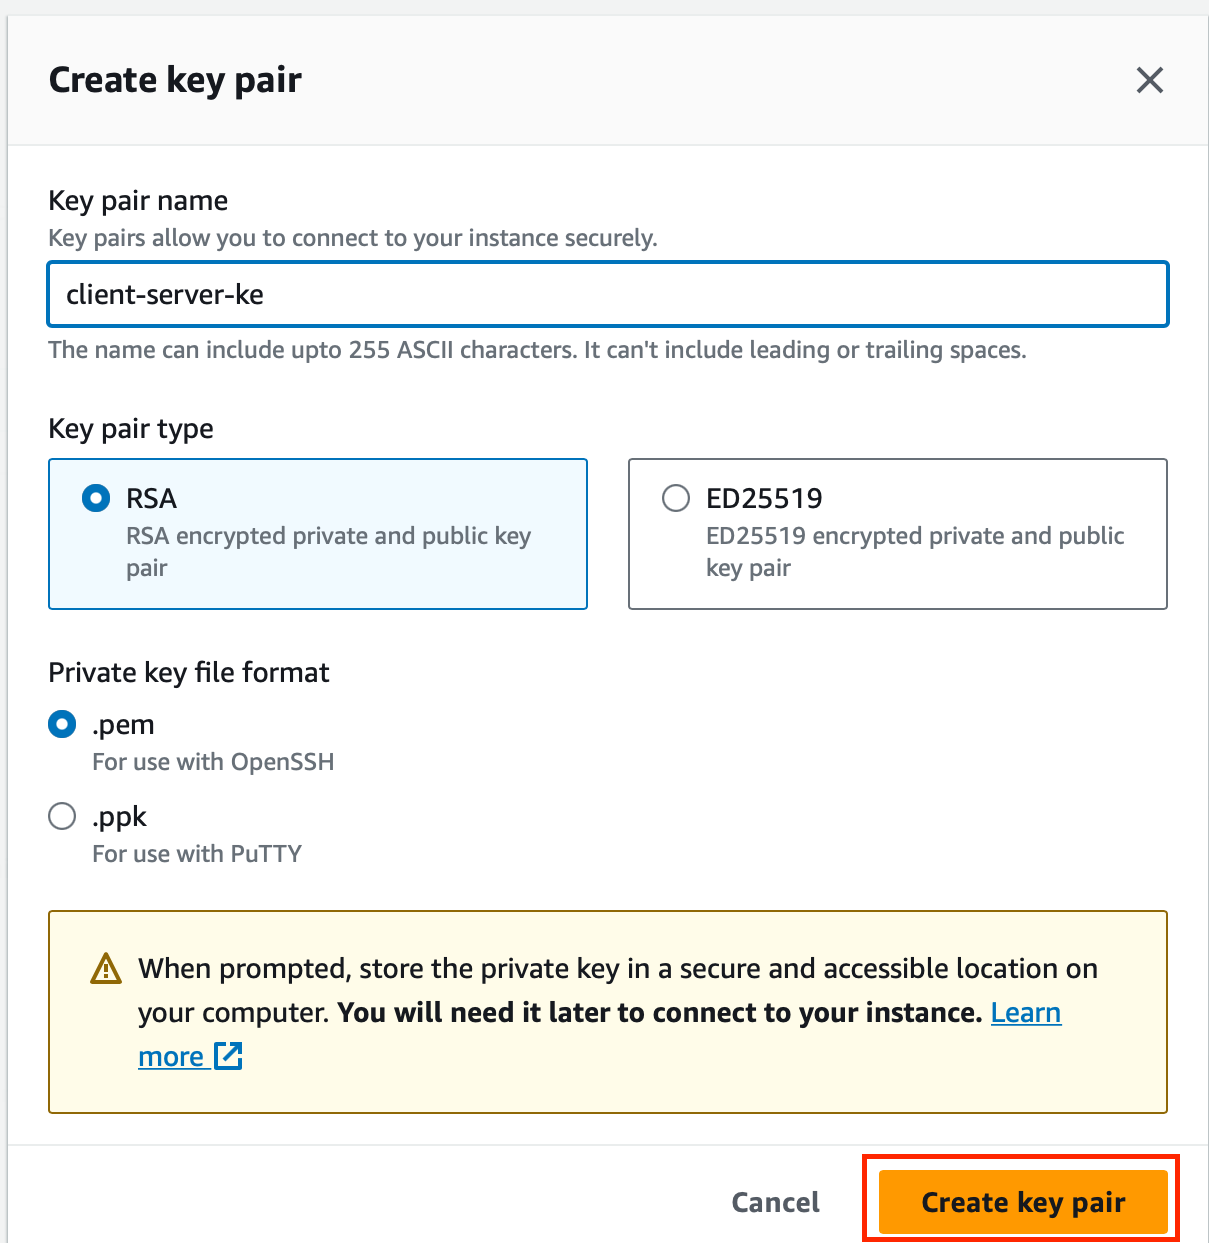 Create key pair
Key pair name
Key pairs allow you to connect to your instance securely.
client-server-ke
The name can include upto 255 ASCII characters. It can't include leading or trailing spaces.
Key pair type
RSA
RSA encrypted private and public key
pair
ED25519
ED25519 encrypted private and public
key pair
Private key file format
.pem
For use with OpenSSH
.ppk
For use with PuTTY
When prompted, store the private key in a secure and accessible location on
your computer. You will need it later to connect to your instance. Learn
more
Cancel
Create key pair